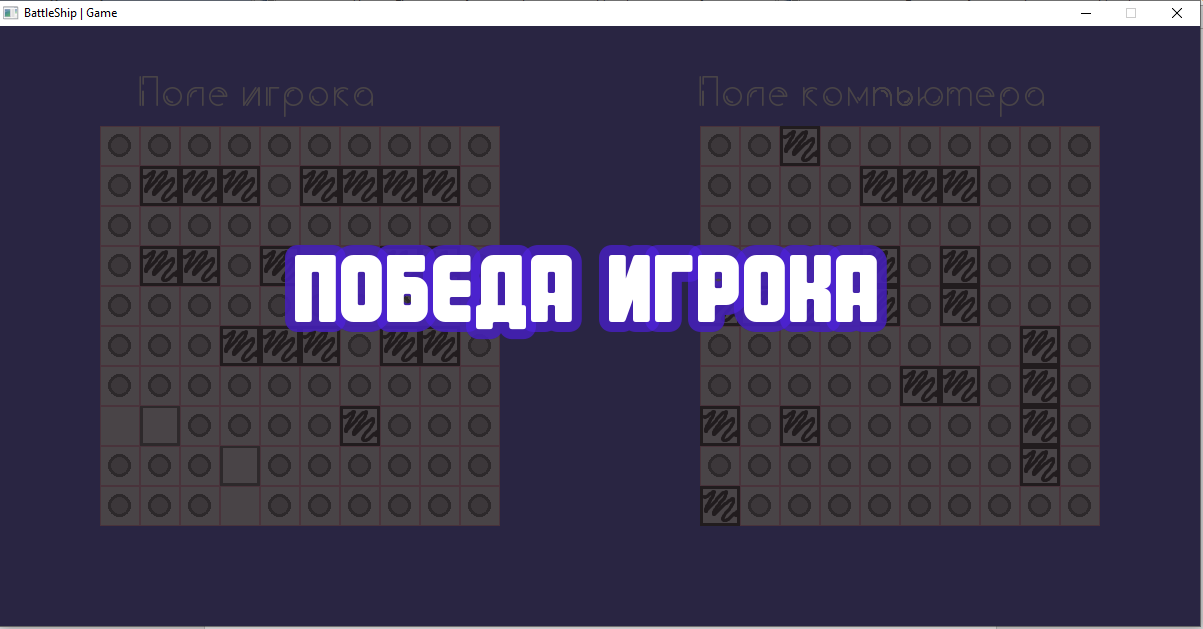 BattleShip | Game
Поле игрока
Поле компьютера
ПОБЕДА ИГРОКА